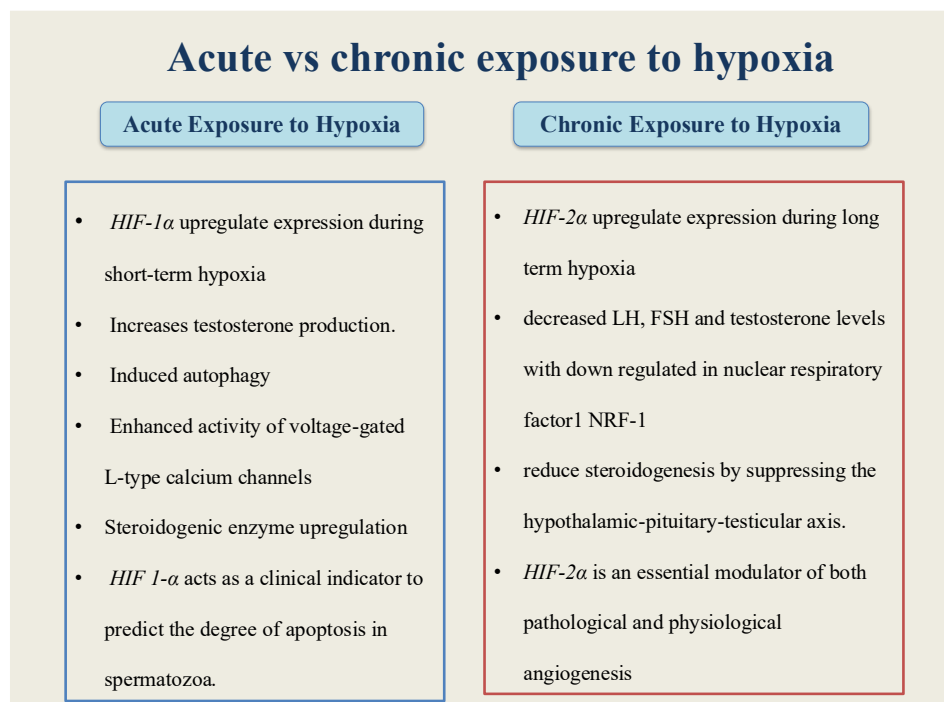 Acute vs chronic exposure to hypoxia
Acute Exposure to Hypoxia
• HIF-1α upregulate expression during
short-term hypoxia
• Increases testosterone production.
• Induced autophagy
• Enhanced activity of voltage-gated
L-type calcium channels
• Steroidogenic enzyme upregulation
• HIF 1-α acts as a clinical indicator to
predict the degree of apoptosis in
spermatozoa.
Chronic Exposure to Hypoxia
• HIF-2α upregulate expression during long
term hypoxia
• decreased LH, FSH and testosterone levels
with down regulated in nuclear respiratory
factor1 NRF-1
• reduce steroidogenesis by suppressing the
hypothalamic-pituitary-testicular axis.
• HIF-2α is an essential modulator of both
pathological and physiological
angiogenesis